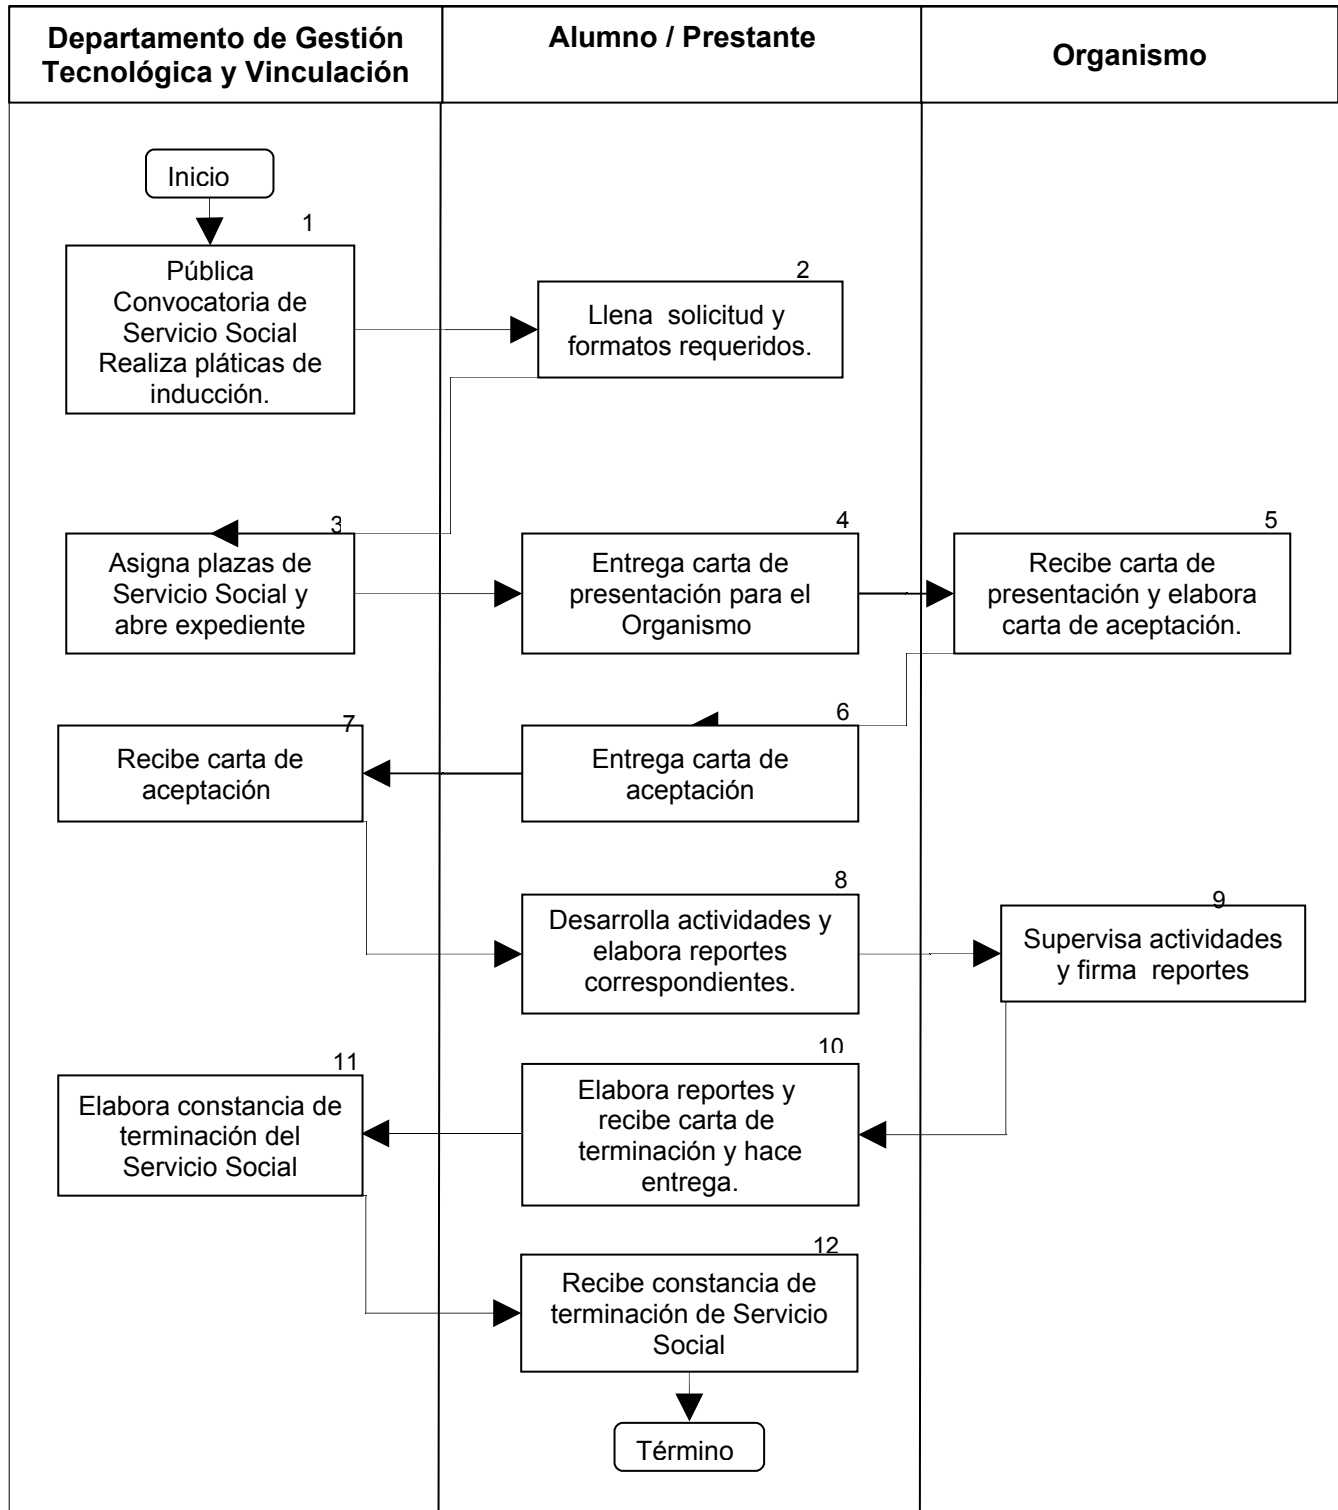 Departamento de Gestión
Tecnológica y Vinculación
Alumno / Prestante
Organismo
Inicio
1
Pública
Convocatoria de
Servicio Social
Realiza pláticas de
inducción.
2
Llena solicitud y
formatos requeridos.
3
Asigna plazas de
Servicio Social y
abre expediente
4
Entrega carta de
presentación para el
Organismo
5
Recibe carta de
presentación y elabora
carta de aceptación.
6
Entrega carta de
aceptación
7
Recibe carta de
aceptación
8
Desarrolla actividades y
elabora reportes
correspondientes.
9
Supervisa actividades
y firma reportes
10
Elabora reportes y
recibe carta de
terminación y hace
entrega.
11
Elabora constancia de
terminación del
Servicio Social
12
Recibe constancia de
terminación de Servicio
Social
Término